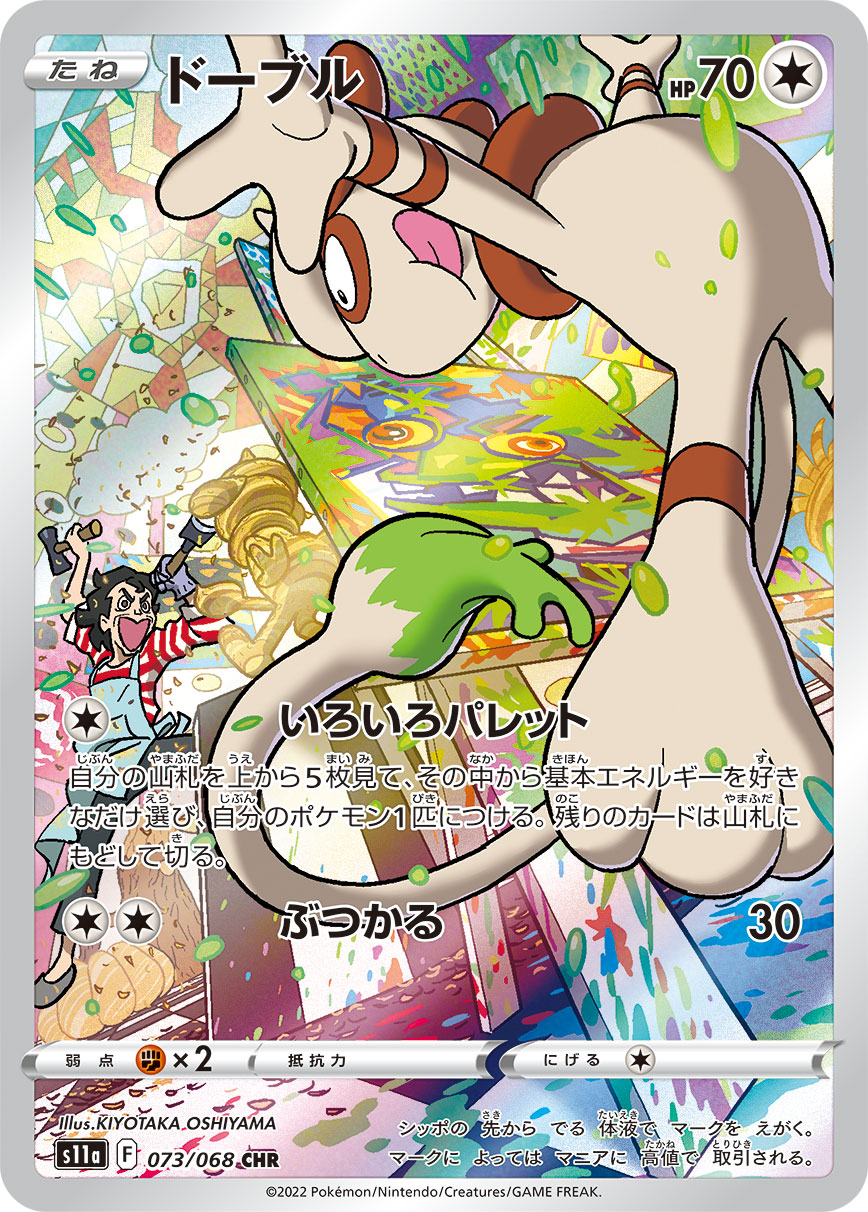 たね ドーブル HP70
いろいろパレット
自分の山札を上から5枚見て、その中から基本エネルギーを好き
なだけ選び、自分のポケモン1匹につける。残りのカードは山札に
もどして切る。
ぶつかる 30
弱点 ×2 抵抗力 にげる
illus.KIYOTAKA OSHIYAMA
シッポの 先から でる 体液で マークを えがく。
マークに よっては マニアに 高値で 取引される。
s11a F 073/068 CHR
©2022 Pokémon/Nintendo/Creatures/GAME FREAK.